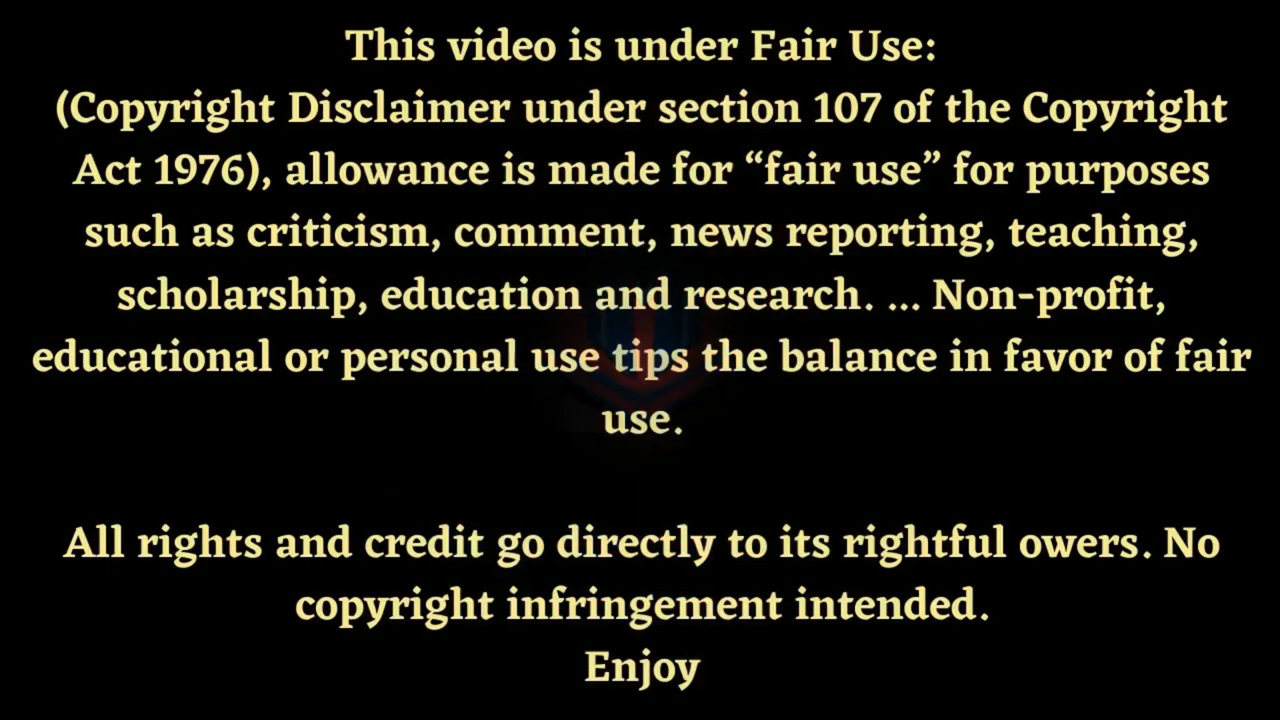 This video is under Fair Use:
(Copyright Disclaimer under section 107 of the Copyright
Act 1976), allowance is made for “fair use” for purposes
such as criticism, comment, news reporting, teaching,
scholarship, education and research. ... Non-profit,
educational or personal use tips the balance in favor of fair
use.
All rights and credit go directly to its rightful owers. No
copyright infringement intended.
Enjoy